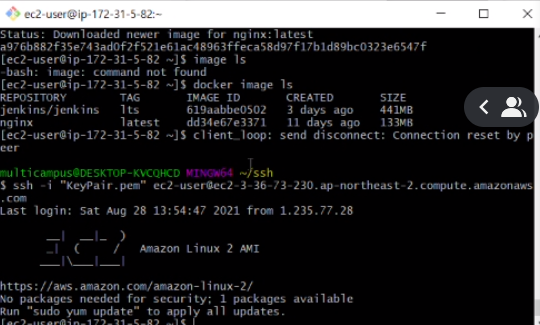 ec2-user@ip-172-31-5-82:~
Status: Downloaded newer image for nginx:latest
a976b882f35e743ad0f2f521e61ac48963ffeca58d97f17b1d89bc0323e6547f
[ec2-user@ip-172-31-5-82 ~]$ image ls
-bash: image: command not found
[ec2-user@ip-172-31-5-82 ~]$ docker image ls
REPOSITORY TAG IMAGE ID CREATED SIZE
jenkins/jenkins lts 619aabbe0502 3 days ago 441MB
nginx latest dd34e67e3371 11 days ago 133MB
[ec2-user@ip-172-31-5-82 ~]$ client_loop: send disconnect: Connection reset by p
eer
multicampus@DESKTOP-KVCQHCD MINGW64 ~/ssh
$ ssh -i "KeyPair.pem" ec2-user@ec2-3-36-73-230.ap-northeast-2.compute.amazonaws
.com
Last login: Sat Aug 28 13:54:47 2021 from 1.235.77.28
__| __|_ )
_| ( / Amazon Linux 2 AMI
___|\___|___|
https://aws.amazon.com/amazon-linux-2/
No packages needed for security; 1 packages available
Run "sudo yum update" to apply all updates.
[ec2-user@ip-172-31-5-82 ~]$